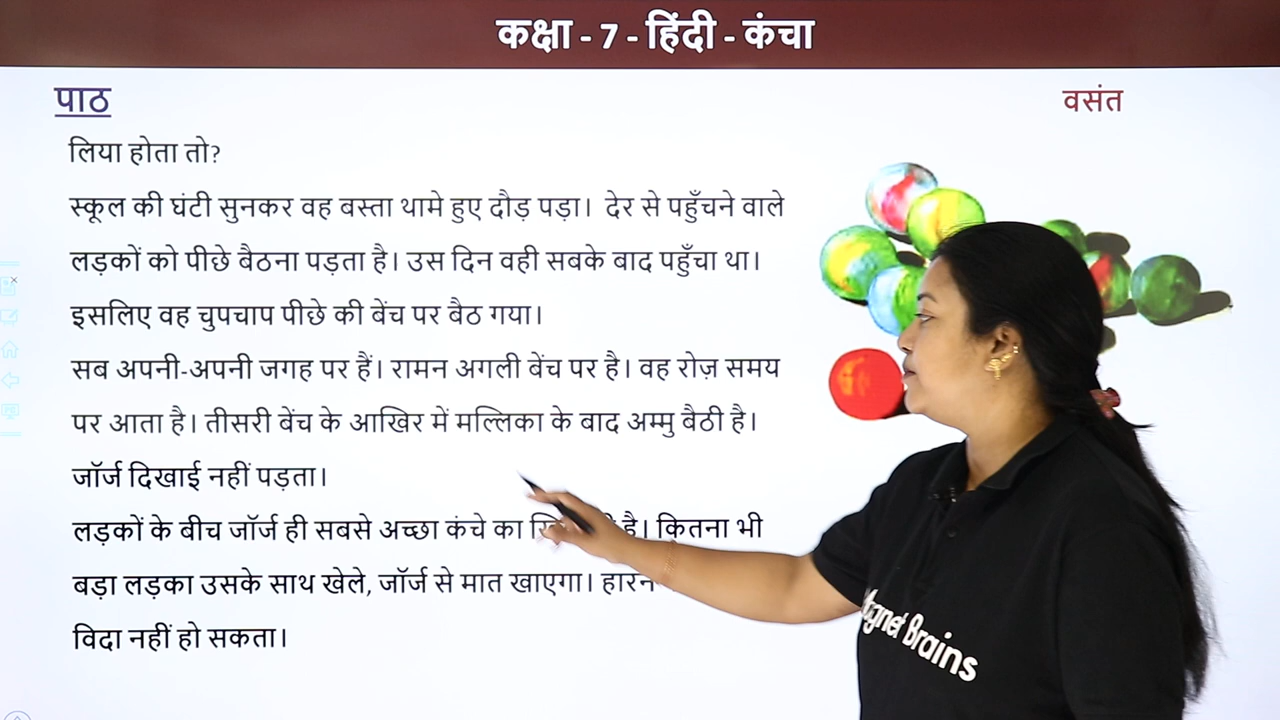 कक्षा - 7 - हिंदी - कंचा
पाठ
वसंत
लिया होता तो?
स्कूल की घंटी सुनकर वह बस्ता थामे हुए दौड़ पड़ा। देर से पहुँचने वाले
लड़कों को पीछे बैठना पड़ता है। उस दिन वही सबके बाद पहुँचा था।
इसलिए वह चुपचाप पीछे की बेंच पर बैठ गया।
सब अपनी-अपनी जगह पर हैं। रामन अगली बेंच पर है। वह रोज़ समय
पर आता है। तीसरी बेंच के आखिर में मल्लिका के बाद अम्मु बैठी है।
जॉर्ज दिखाई नहीं पड़ता।
लड़कों के बीच जॉर्ज ही सबसे अच्छा कंचे का है। कितना भी
बड़ा लड़का उसके साथ खेले, जॉर्ज से मात खाएगा।
विदा नहीं हो सकता।
Magnet Brains